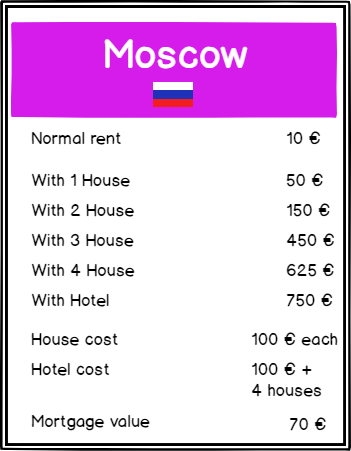 Moscow
Normal rent 10 €
With 1 House 50 €
With 2 House 150 €
With 3 House 450 €
With 4 House 625 €
With Hotel 750 €
House cost 100 € each
Hotel cost 100 € +
4 houses
Mortgage value 70 €